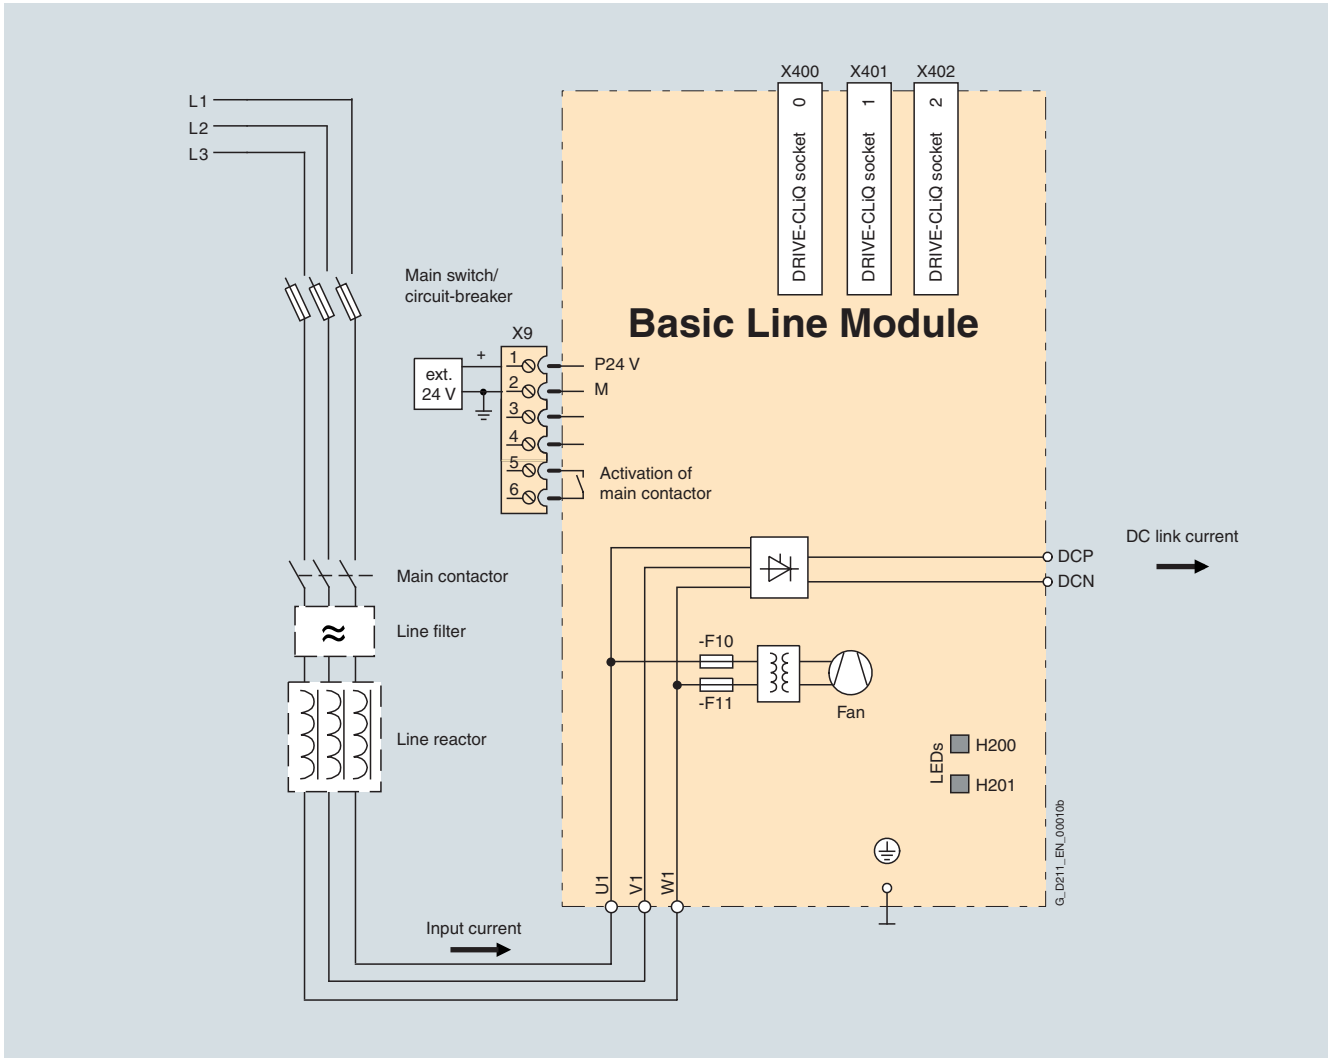 X400
X401
X402
L1
L2
L3
DRIVE-CLiQ socket 0
DRIVE-CLiQ socket 1
DRIVE-CLiQ socket 2
Main switch/
circuit-breaker
Basic Line Module
X9
ext.
24 V
+
1
2
3
4
5
6
P24 V
M
Activation of
main contactor
DC link current
DCP
DCN
Main contactor
Line filter
≈
-F10
-F11
Fan
Line reactor
LEDs
H200
H201
G_D211_EN_00010b
U1
V1
W1
Input current